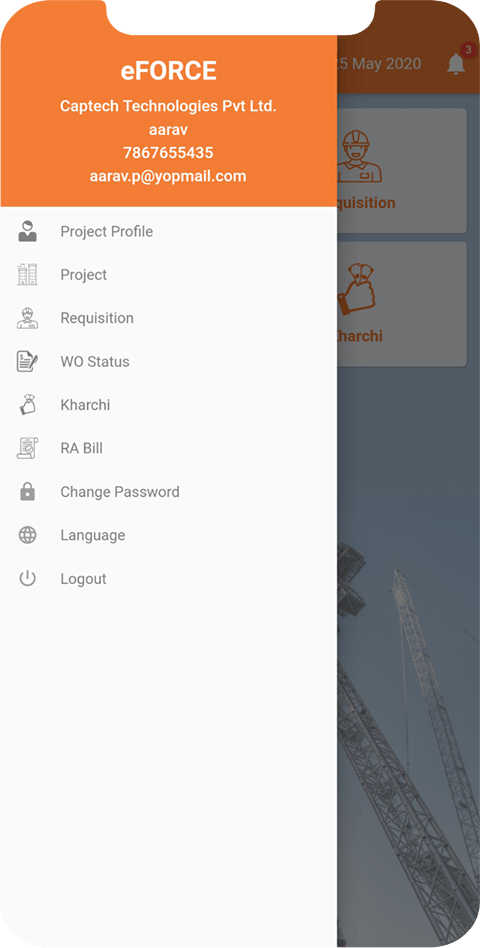 eFORCE
Captech Technologies Pvt Ltd.
aarav
7867655435
aarav.p@yopmail.com
5 May 2020
3
Project Profile
Project
Requisition
WO Status
Kharchi
RA Bill
Change Password
Language
Logout
quisition
harchi